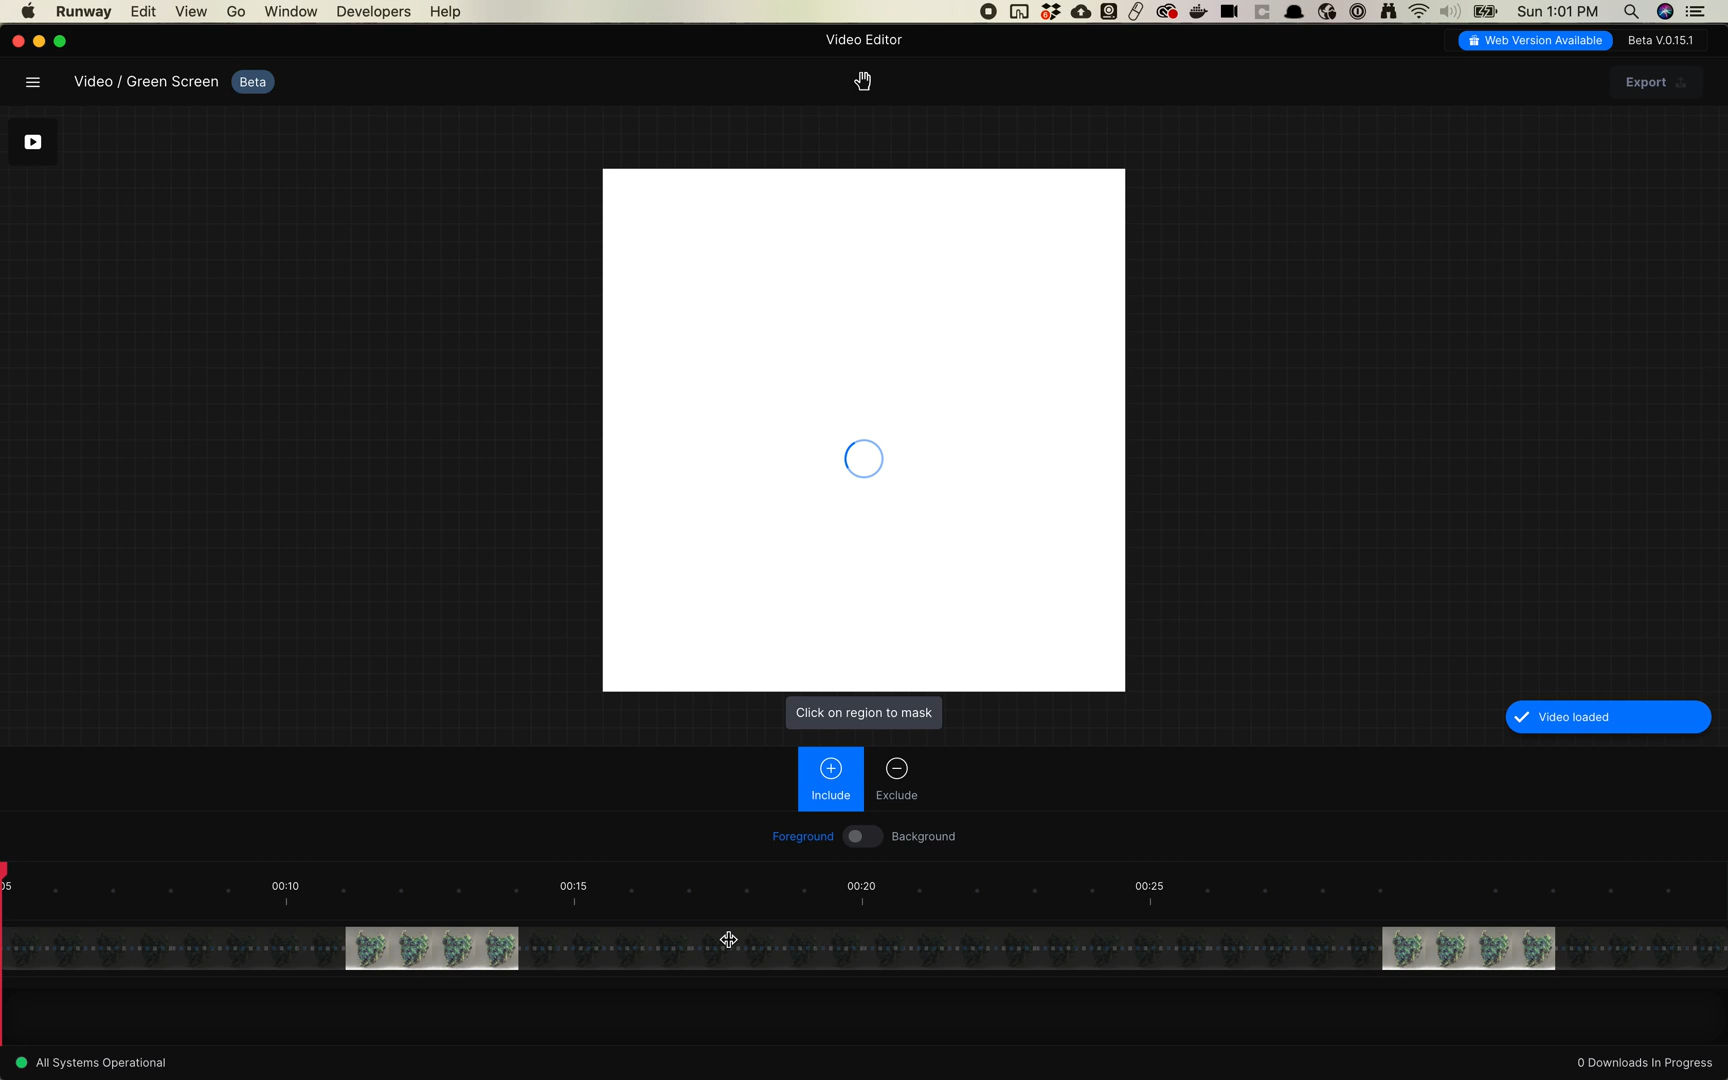 Runway Edit View Go Window Developers Help
6
Sun 1:01 PM
Video Editor
Web Version Available
Beta V.0.15.1
Video / Green Screen
Beta
Export
Click on region to mask
Video loaded
Include
Exclude
Foreground
Background
05 00:10 00:15 00:20 00:25
All Systems Operational
0 Downloads In Progress